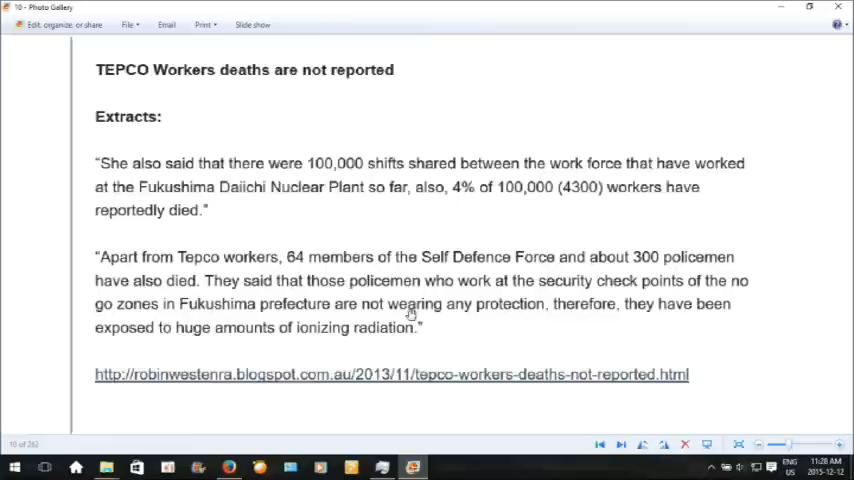 10 - Photo Gallery
Edit, organize, or share File Email Print Slide show
TEPCO Workers deaths are not reported
Extracts:
“She also said that there were 100,000 shifts shared between the work force that have worked
at the Fukushima Daiichi Nuclear Plant so far, also, 4% of 100,000 (4300) workers have
reportedly died.”
“Apart from Tepco workers, 64 members of the Self Defence Force and about 300 policemen
have also died. They said that those policemen who work at the security check points of the no
go zones in Fukushima prefecture are not wearing any protection, therefore, they have been
exposed to huge amounts of ionizing radiation.”
http://robinwestenra.blogspot.com.au/2013/11/tepco-workers-deaths-not-reported.html
10 of 262
ENG 11:28 AM
US 2015-12-12